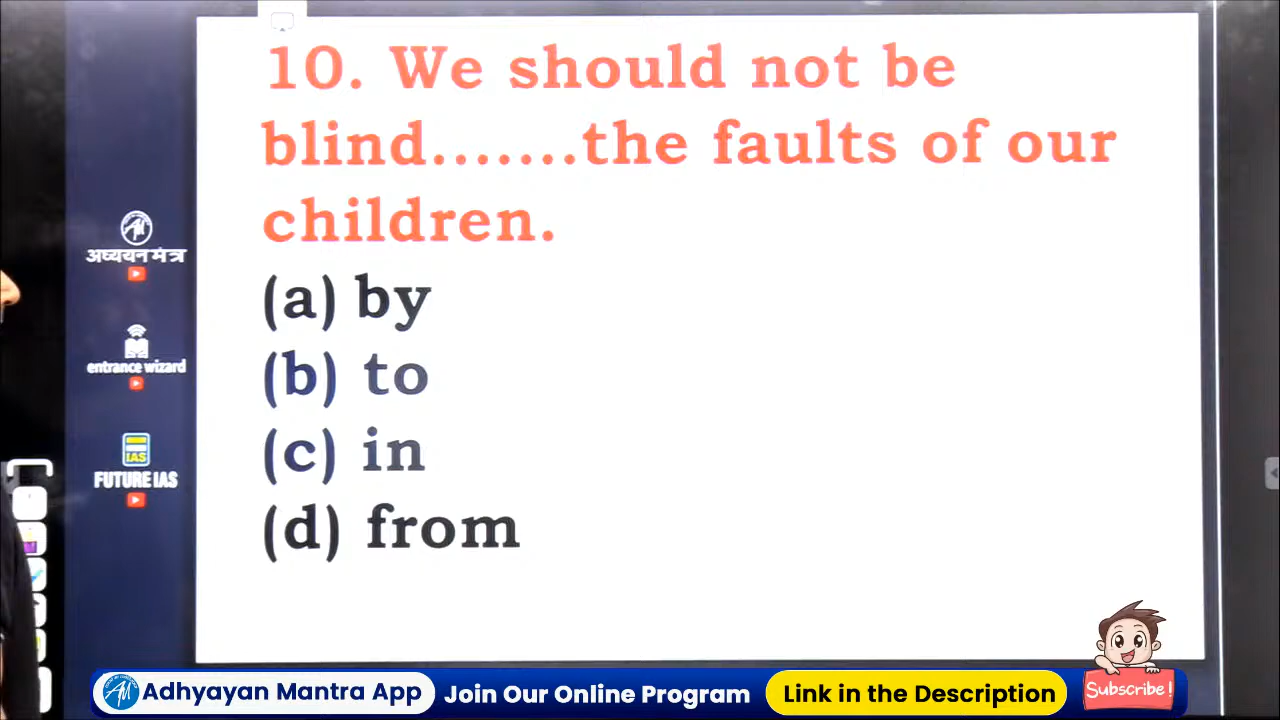 10. We should not be
blind.......the faults of our
children.
(a) by
(b) to
(c) in
(d) from
अध्ययन मंत्र
entrance wizard
IAS
FUTURE IAS
Adhyayan Mantra App
Join Our Online Program
Link in the Description
Subscribe!